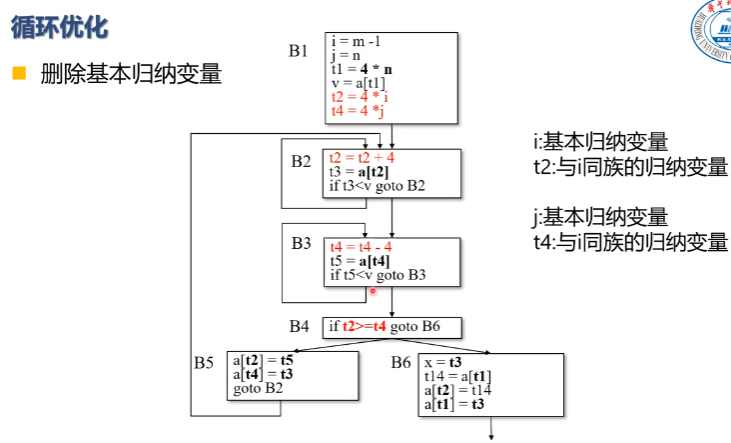 循环优化
删除基本归纳变量
B1
i = m -1
j = n
t1 = 4 * n
v = a[t1]
t2 = 4 * i
t4 = 4 *j
B2
t2 = t2 + 4
t3 = a[t2]
if t3<v goto B2
i:基本归纳变量
t2:与i同族的归纳变量
j:基本归纳变量
t4:与i同族的归纳变量
B3
t4 = t4 - 4
t5 = a[t4]
if t5<v goto B3
B4
if t2>=t4 goto B6
B5
a[t2] = t5
a[t4] = t3
goto B2
B6
x = t3
t14 = a[t1]
a[t2] = t14
a[t1] = t3